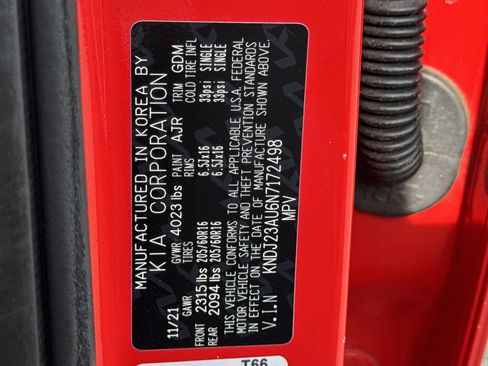 MANUFACTURED IN KOREA BY
KIA CORPORATION
11/21 GVWR 4023 lbs PAINT AJR TRIM GDM
GAWR TIRES RIMS COLD TIRE INFL
FRONT 2315 lbs 205/60R16 6.5JX16 33psi SINGLE
REAR 2094 lbs 205/60R16 6.5JX16 33psi SINGLE
THIS VEHICLE CONFORMS TO ALL APPLICABLE U.S.A. FEDERAL
MOTOR VEHICLE SAFETY AND THEFT PREVENTION STANDARDS
IN EFFECT ON THE DATE OF MANUFACTURE SHOWN ABOVE.
V.I.N KNDJ23AU6N7172498
MPV
T66